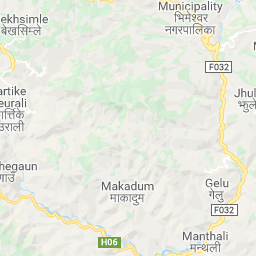 ekhsimle
बेखसिम्ले
Municipality
भिमेश्वर
नगरपालिका
F032
artike
eurali
र्त्तिके
उराली
Jhul
झुले
hegaun
गाउँ
Makadum
माकादुम
Gelu
गेलु
F032
H06
Manthali
मन्थली